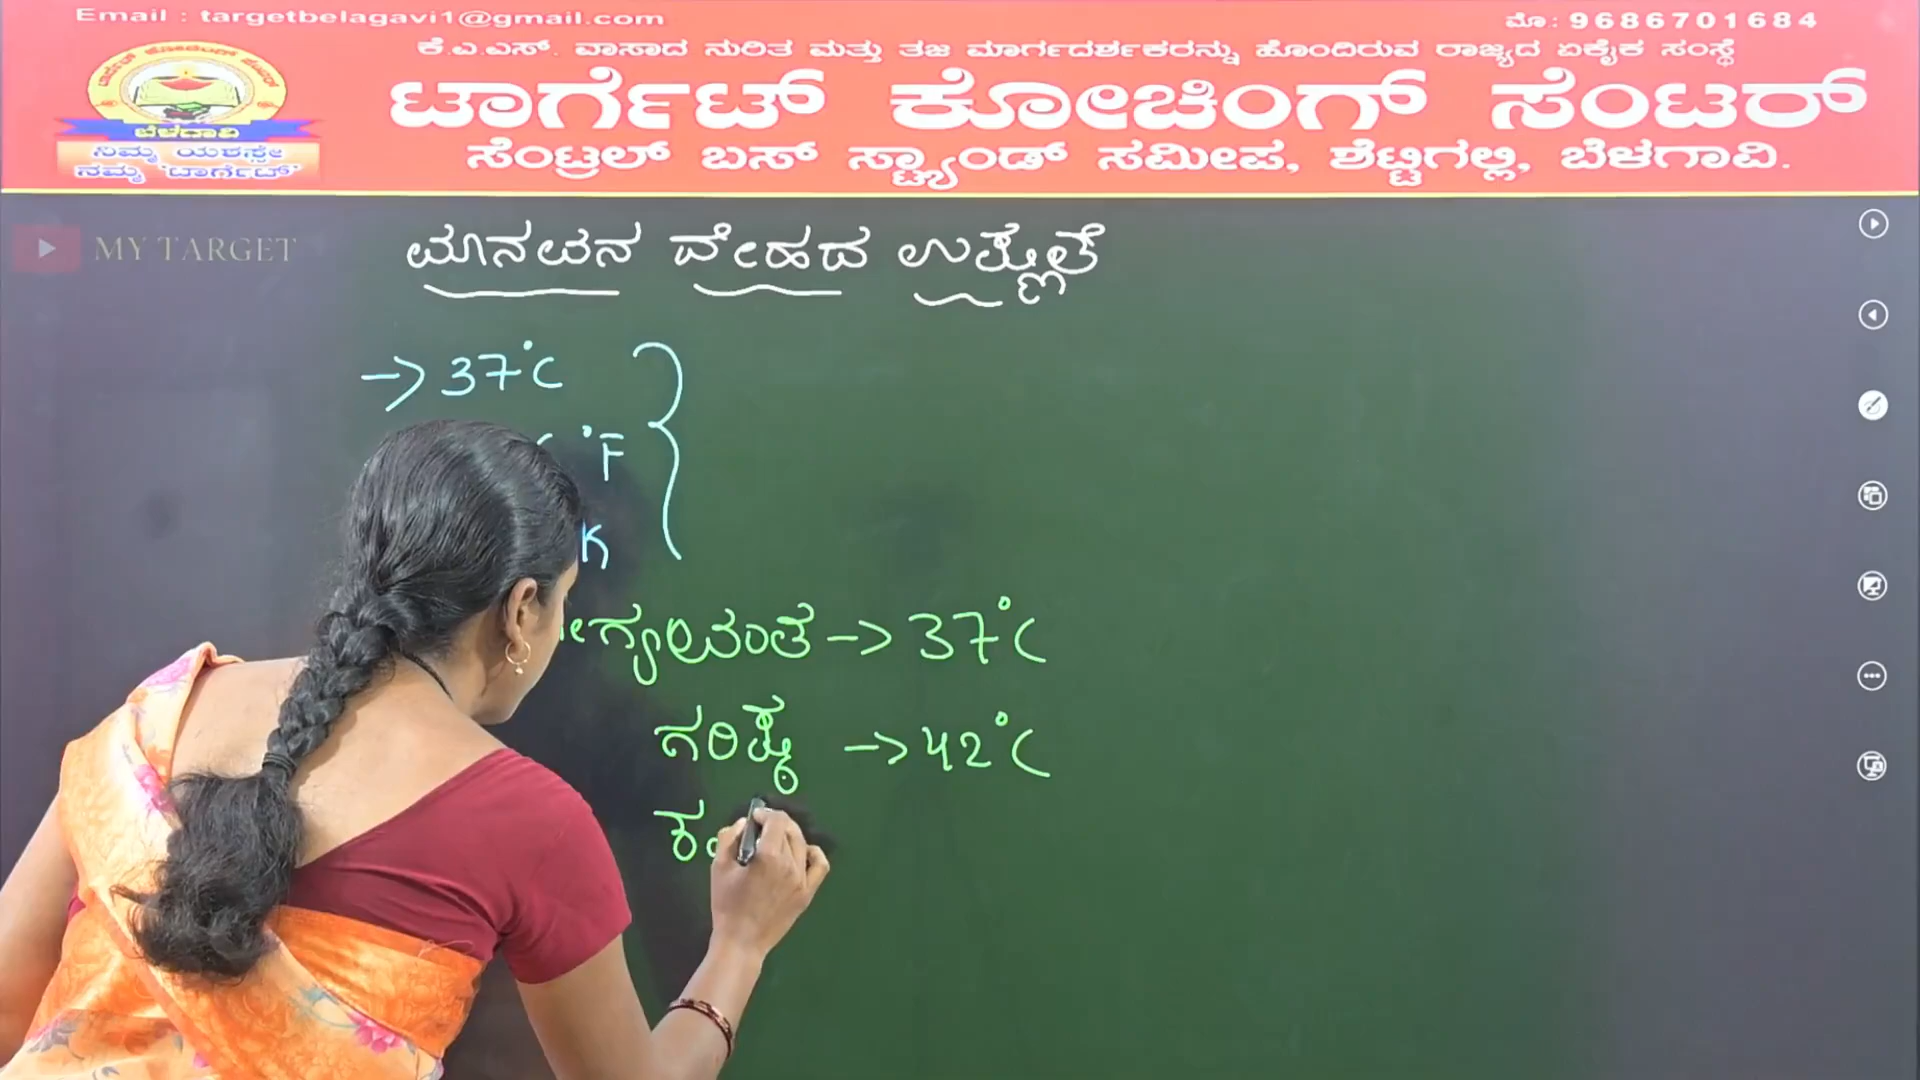 Email : targetbelagavi1@gmail.com
ಮೊ: 9686701684
ಕೆ.ಎ.ಎಸ್. ಪಾಸಾದ ನುರಿತ ಮತ್ತು ತಜ್ಞ ಮಾರ್ಗದರ್ಶಕರನ್ನು ಹೊಂದಿರುವ ರಾಜ್ಯದ ಏಕೈಕ ಸಂಸ್ಥೆ
ಟಾರ್ಗೆಟ್ ಕೋಚಿಂಗ್ ಸೆಂಟರ್
ಸೆಂಟ್ರಲ್ ಬಸ್ ಸ್ಟ್ಯಾಂಡ್ ಸಮೀಪ, ಶೆಟ್ಟಿಗಲ್ಲಿ, ಬೆಳಗಾವಿ.
ಬೆಳಗಾವಿ
ನಿಮ್ಮ ಯಶಸ್ಸೇ
ನಮ್ಮ 'ಟಾರ್ಗೆಟ್'
MY TARGET
ಮಾನವನ ದೇಹದ ಉಷ್ಣತೆ
→ 37°C
°F
K
→ 37°C
ಗರಿಷ್ಠ → 42°C